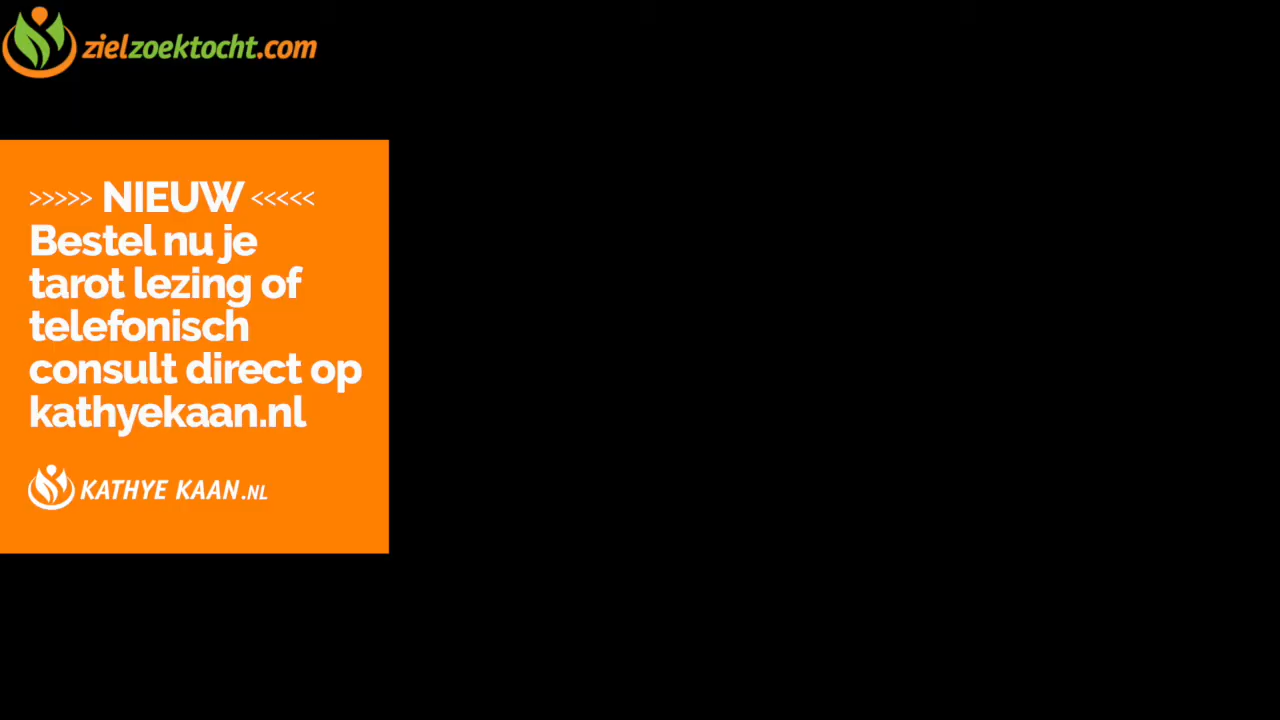 zielzoektocht.com
>>>>> NIEUW <<<<<
Bestel nu je
tarot lezing of
telefonisch
consult direct op
kathyekaan.nl
KATHYE KAAN.NL